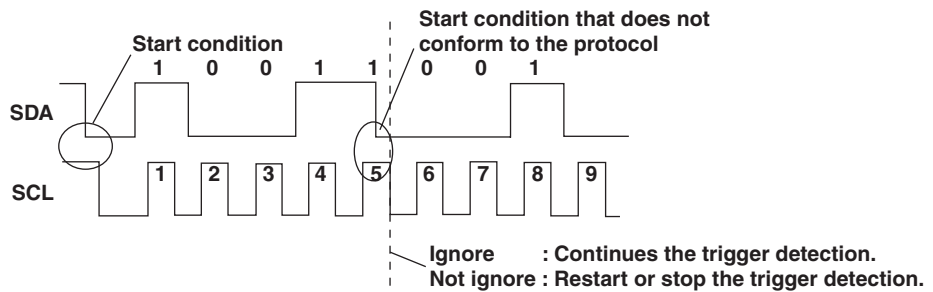 Start condition that does not
conform to the protocol
Start condition
1 0 0 1 1 0 0 1
SDA
1 2 3 4 5 6 7 8 9
SCL
Ignore : Continues the trigger detection.
Not ignore : Restart or stop the trigger detection.